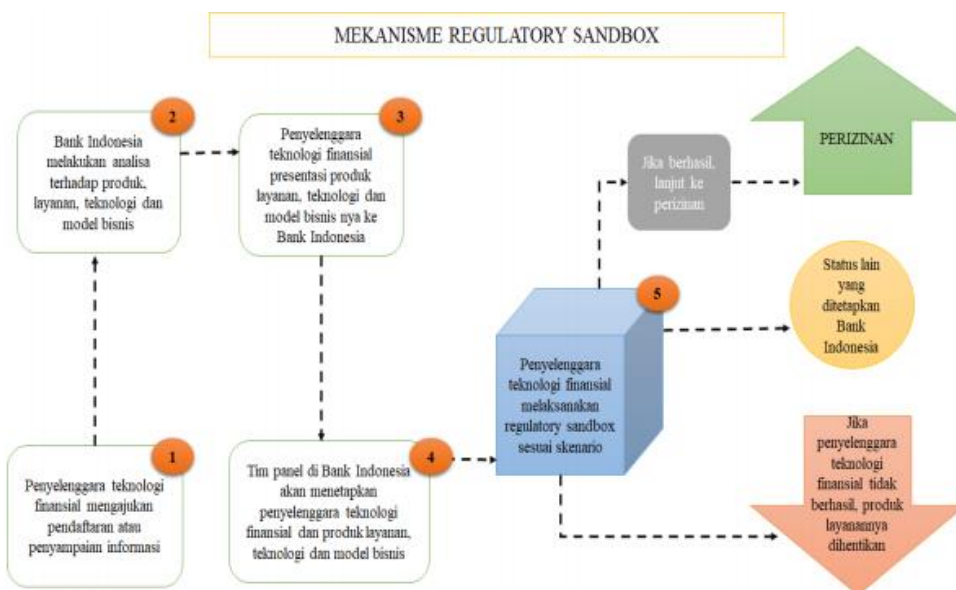 MEKANISME REGULATORY SANDBOX
1
Penyelenggara teknologi
finansial mengajukan
pendaftaran atau
penyampaian informasi
2
Bank Indonesia
melakukan analisa
terhadap produk,
layanan, teknologi dan
model bisnis
3
Penyelenggara
teknologi finansial
presentasi produk
layanan, teknologi dan
model bisnis nya ke
Bank Indonesia
4
Tim panel di Bank Indonesia
akan menetapkan
penyelenggara teknologi
finansial dan produk layanan,
teknologi dan model bisnis
5
Penyelenggara
teknologi finansial
melaksanakan
regulatory sandbox
sesuai skenario
Jika berhasil,
lanjut ke
perizinan
PERIZINAN
Status lain
yang
ditetapkan
Bank
Indonesia
Jika
penyelenggara
teknologi
finansial tidak
berhasil, produk
layanannya
dihentikan